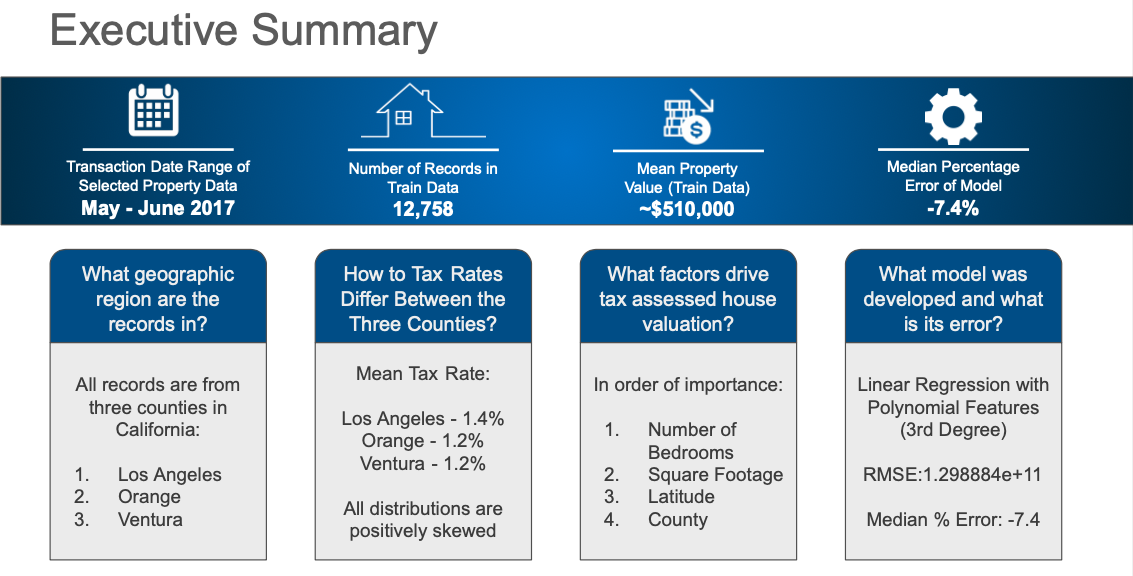 Executive Summary
Transaction Date Range of
Selected Property Data
May - June 2017
Number of Records in
Train Data
12,758
$
Mean Property
Value (Train Data)
~$510,000
Median Percentage
Error of Model
-7.4%
What geographic
region are the
records in?
All records are from
three counties in
California:
1. Los Angeles
2. Orange
3. Ventura
How to Tax Rates
Differ Between the
Three Counties?
Mean Tax Rate:
Los Angeles - 1.4%
Orange - 1.2%
Ventura - 1.2%
All distributions are
positively skewed
What factors drive
tax assessed house
valuation?
In order of importance:
1. Number of
Bedrooms
2. Square Footage
3. Latitude
4. County
What model was
developed and what
is its error?
Linear Regression with
Polynomial Features
(3rd Degree)
RMSE:1.298884e+11
Median % Error: -7.4